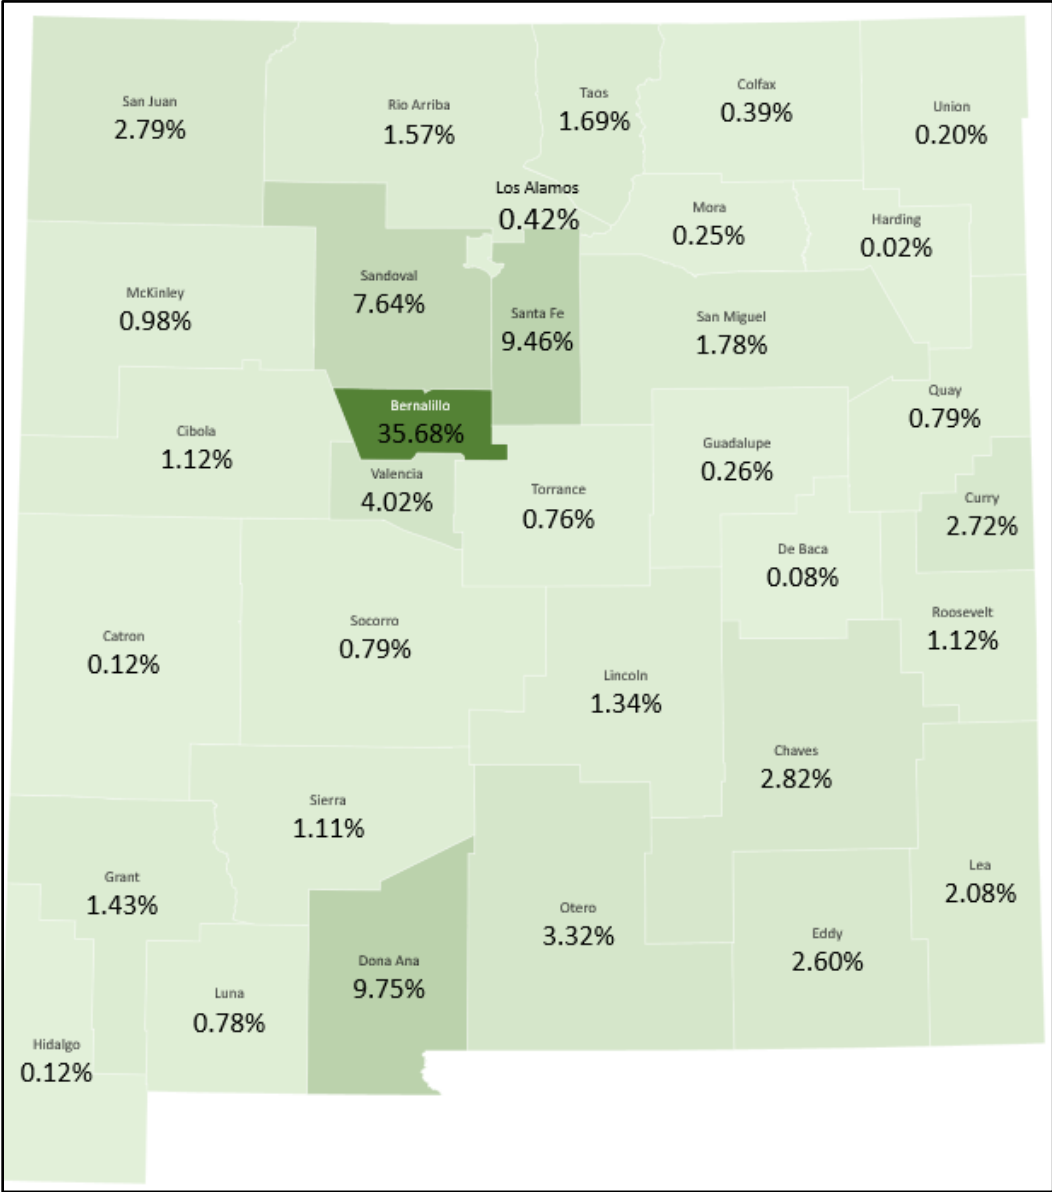 San Juan
2.79%
Rio Arriba
1.57%
Taos
1.69%
Colfax
0.39%
Union
0.20%
Los Alamos
0.42%
Mora
0.25%
Harding
0.02%
McKinley
0.98%
Sandoval
7.64%
Santa Fe
9.46%
San Miguel
1.78%
Quay
0.79%
Bernalillo
35.68%
Cibola
1.12%
Valencia
4.02%
Torrance
0.76%
Guadalupe
0.26%
Curry
2.72%
De Baca
0.08%
Roosevelt
1.12%
Catron
0.12%
Socorro
0.79%
Lincoln
1.34%
Chaves
2.82%
Sierra
1.11%
Grant
1.43%
Lea
2.08%
Otero
3.32%
Eddy
2.60%
Dona Ana
9.75%
Luna
0.78%
Hidalgo
0.12%